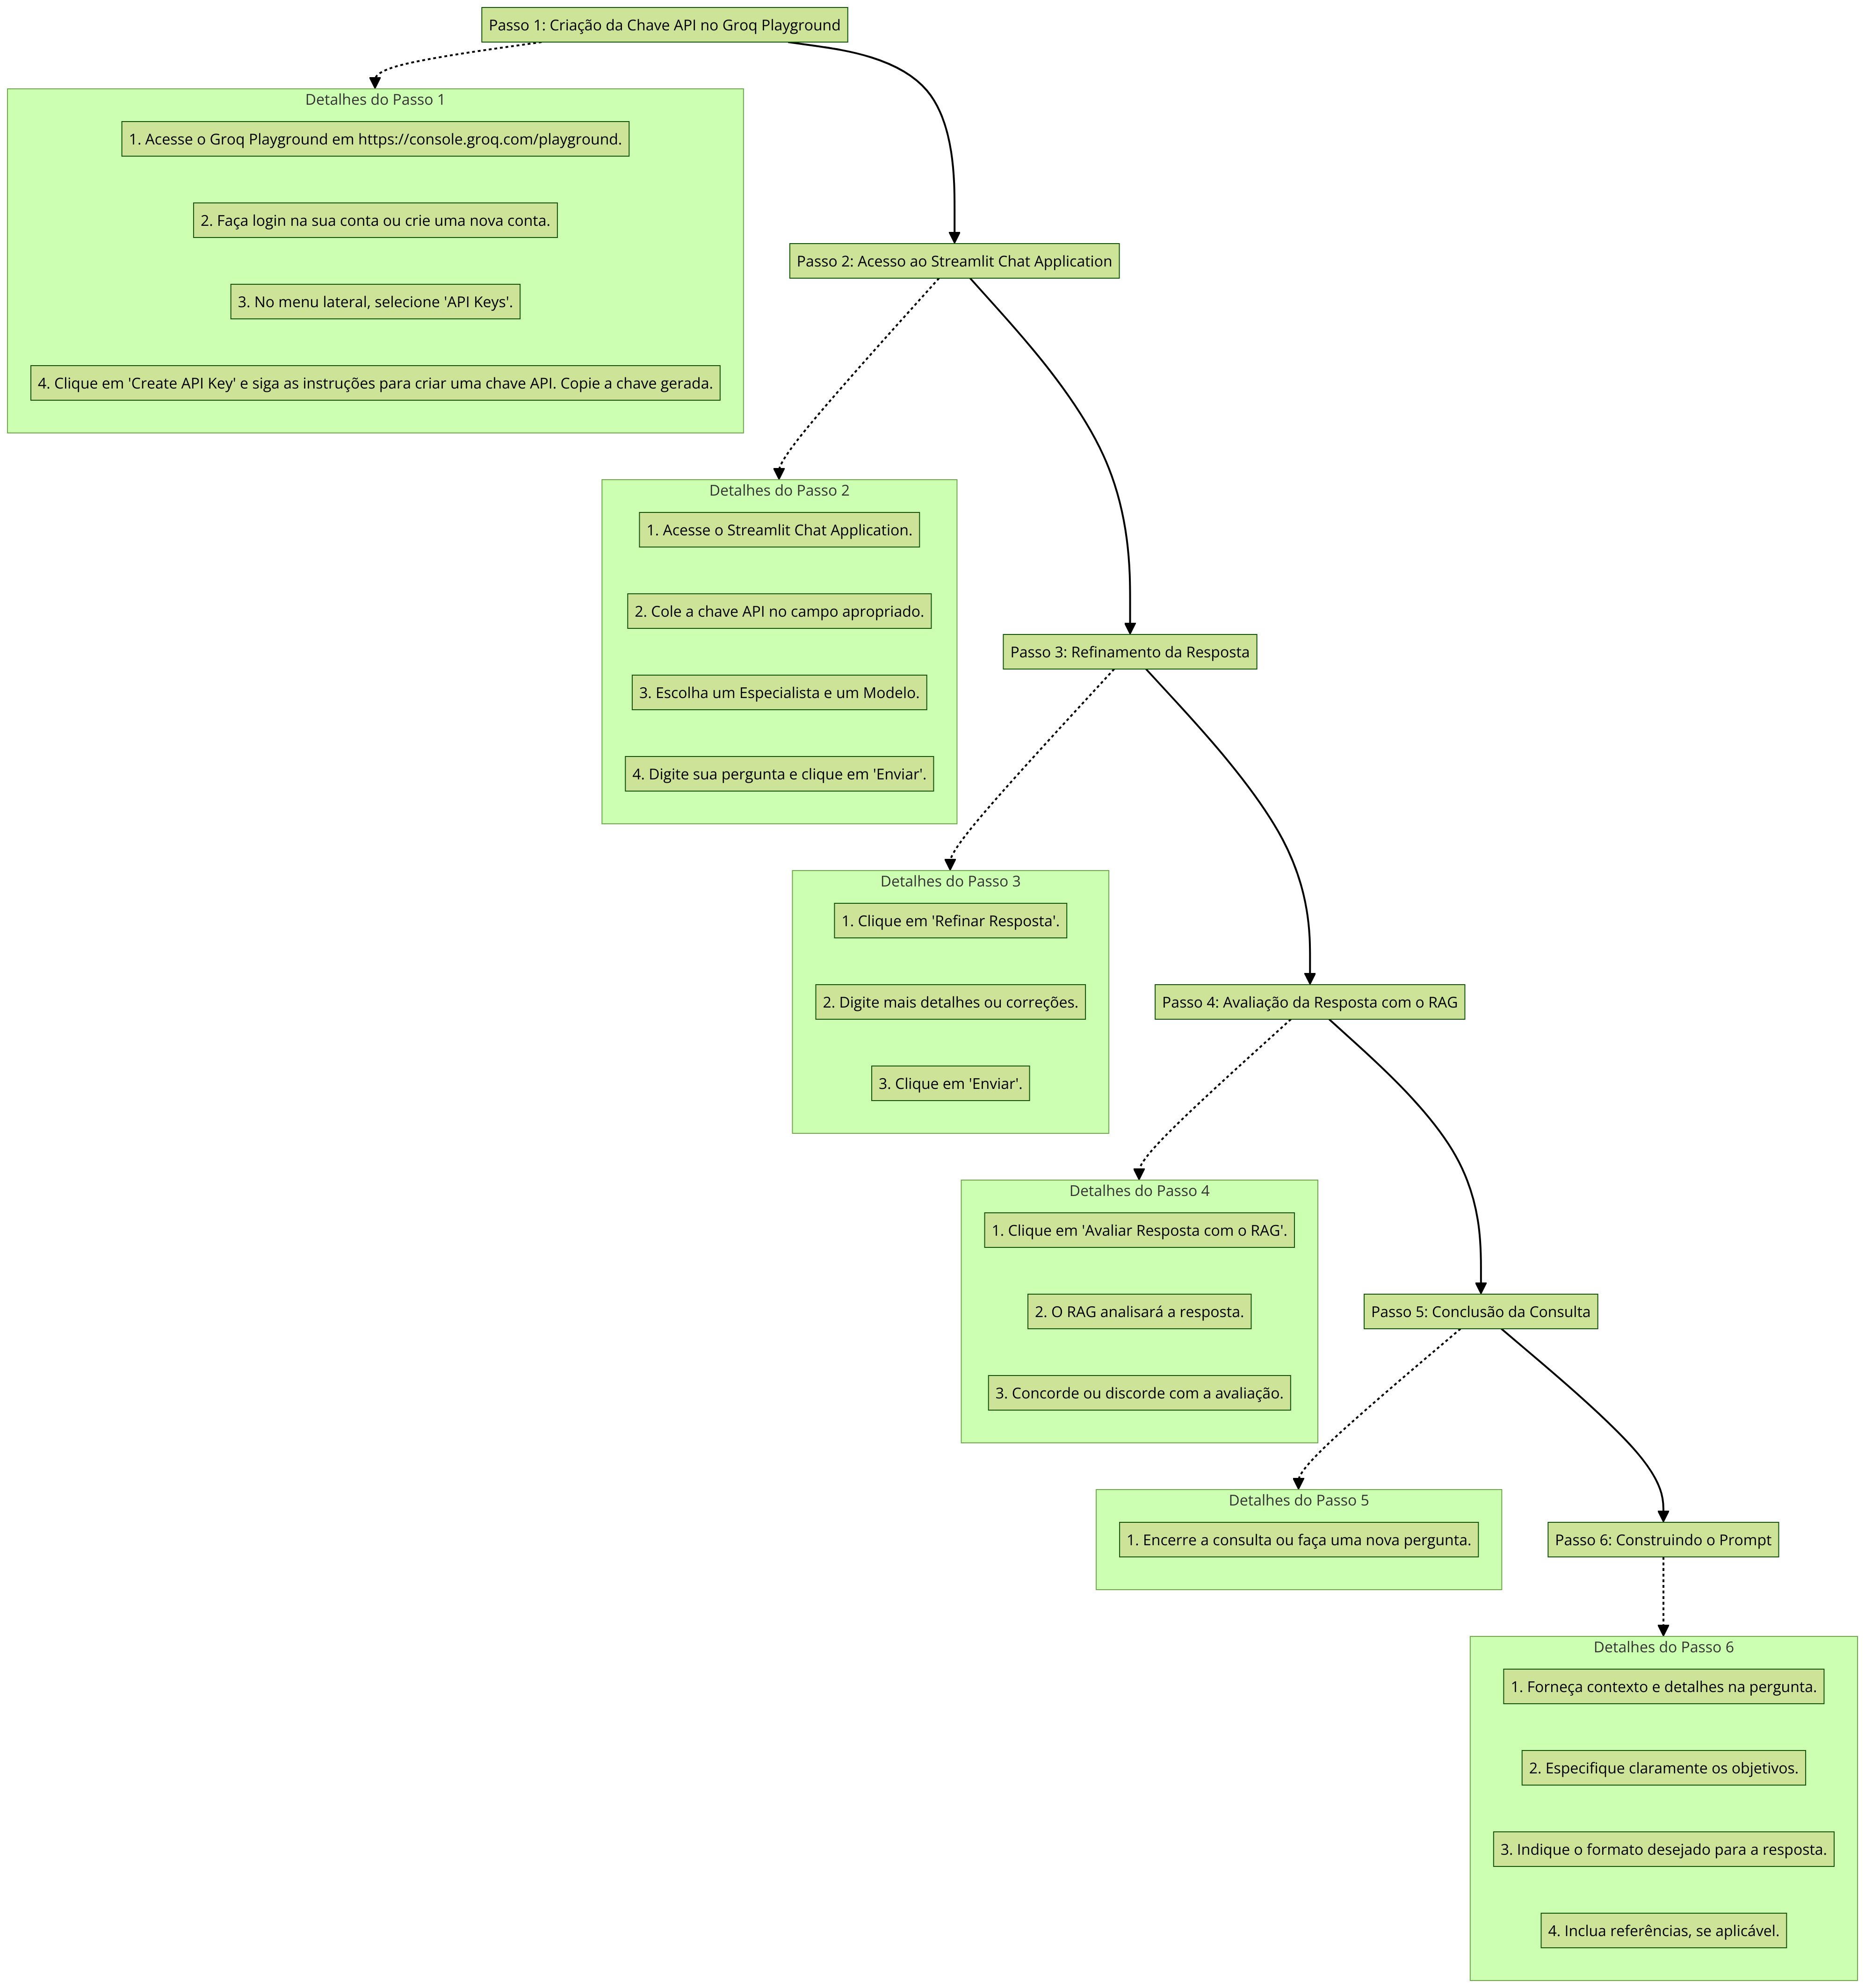 Passo 1: Criação da Chave API no Groq Playground
Detalhes do Passo 1
1. Acesse o Groq Playground em https://console.groq.com/playground.
2. Faça login na sua conta ou crie uma nova conta.
3. No menu lateral, selecione 'API Keys'.
4. Clique em 'Create API Key' e siga as instruções para criar uma chave API. Copie a chave gerada.
Passo 2: Acesso ao Streamlit Chat Application
Detalhes do Passo 2
1. Acesse o Streamlit Chat Application.
2. Cole a chave API no campo apropriado.
3. Escolha um Especialista e um Modelo.
4. Digite sua pergunta e clique em 'Enviar'.
Passo 3: Refinamento da Resposta
Detalhes do Passo 3
1. Clique em 'Refinar Resposta'.
2. Digite mais detalhes ou correções.
3. Clique em 'Enviar'.
Passo 4: Avaliação da Resposta com o RAG
Detalhes do Passo 4
1. Clique em 'Avaliar Resposta com o RAG'.
2. O RAG analisará a resposta.
3. Concorde ou discorde com a avaliação.
Passo 5: Conclusão da Consulta
Detalhes do Passo 5
1. Encerre a consulta ou faça uma nova pergunta.
Passo 6: Construindo o Prompt
Detalhes do Passo 6
1. Forneça contexto e detalhes na pergunta.
2. Especifique claramente os objetivos.
3. Indique o formato desejado para a resposta.
4. Inclua referências, se aplicável.